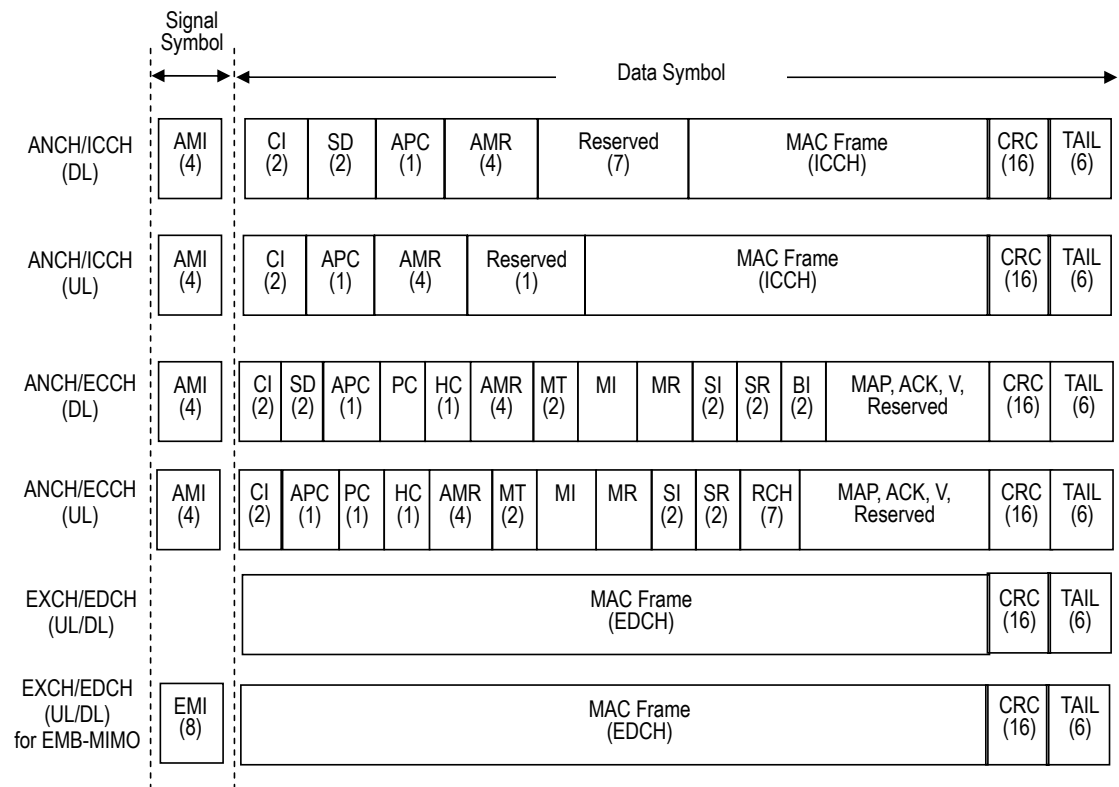 Signal
Symbol
Data Symbol
ANCH/ICCH
(DL)
AMI
(4)
CI
(2)
SD
(2)
APC
(1)
AMR
(4)
Reserved
(7)
MAC Frame
(ICCH)
CRC
(16)
TAIL
(6)
ANCH/ICCH
(UL)
AMI
(4)
CI
(2)
APC
(1)
AMR
(4)
Reserved
(1)
MAC Frame
(ICCH)
CRC
(16)
TAIL
(6)
ANCH/ECCH
(DL)
AMI
(4)
CI
(2)
SD
(2)
APC
(1)
PC
HC
(1)
AMR
(4)
MT
(2)
MI
MR
SI
(2)
SR
(2)
BI
(2)
MAP, ACK, V,
Reserved
CRC
(16)
TAIL
(6)
ANCH/ECCH
(UL)
AMI
(4)
CI
(2)
APC
(1)
PC
(1)
HC
(1)
AMR
(4)
MT
(2)
MI
MR
SI
(2)
SR
(2)
RCH
(7)
MAP, ACK, V,
Reserved
CRC
(16)
TAIL
(6)
EXCH/EDCH
(UL/DL)
MAC Frame
(EDCH)
CRC
(16)
TAIL
(6)
EXCH/EDCH
(UL/DL)
for EMB-MIMO
EMI
(8)
MAC Frame
(EDCH)
CRC
(16)
TAIL
(6)